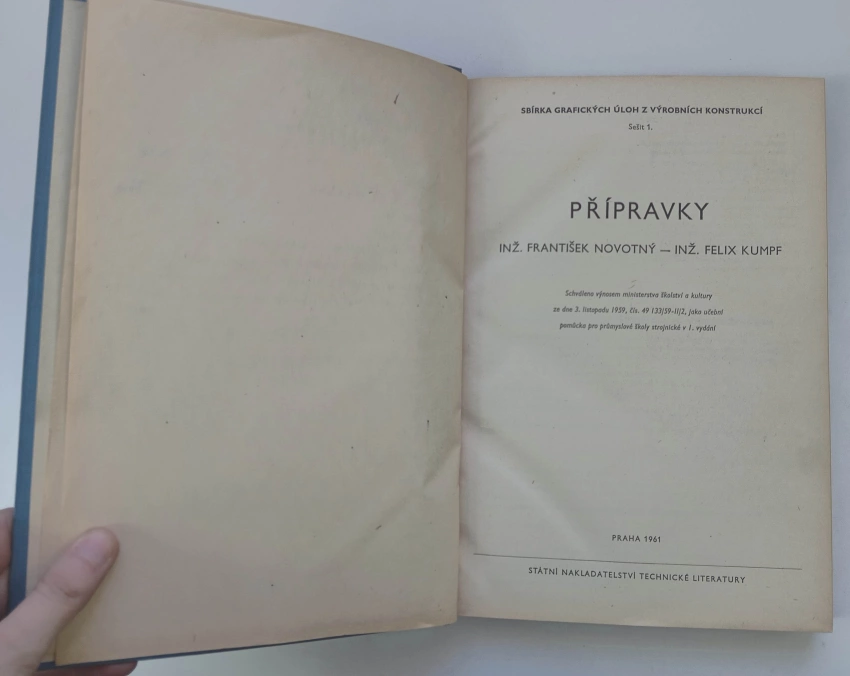 SBÍRKA GRAFICKÝCH ÚLOH Z VÝROBNÍCH KONSTRUKCÍ
Sešit 1.
PŘÍPRAVKY
INŽ. FRANTIŠEK NOVOTNÝ — INŽ. FELIX KUMPF
Schváleno výnosem ministerstva školství a kultury
ze dne 3. listopadu 1959, čís. 49 133/59-II/2, jako učební
pomůcka pro průmyslové školy strojnické v 1. vydání
PRAHA 1961
STÁTNÍ NAKLADATELSTVÍ TECHNICKÉ LITERATURY